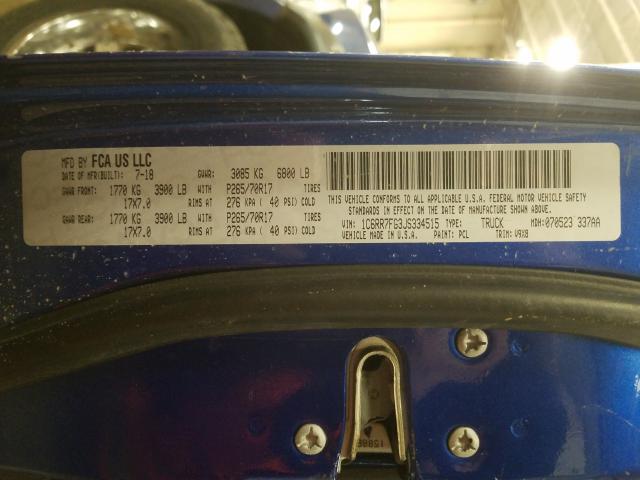 MFD BY FCA US LLC
MFD(BUILT): 7-18 GVWR: 3085 KG 6800 LB
GAWR FRONT: 1770 KG 3900 LB WITH P265/70R17 TIRES
17X7.0 RIMS AT 276 KPA ( 40 PSI) COLD
GAWR REAR: 1770 KG 3900 LB WITH P265/70R17 TIRES
17X7.0 RIMS AT 276 KPA ( 40 PSI) COLD
THIS VEHICLE CONFORMS TO ALL APPLICABLE U.S.A. FEDERAL MOTOR VEHICLE SAFETY
STANDARDS IN EFFECT ON THE DATE OF MANUFACTURE SHOWN ABOVE.
VIN: 1C6RR7FG3JS334515 TYPE: TRUCK MDH:070523 337AA
VEHICLE MADE IN U.S.A. PAINT: PCL TRIM: V9X8